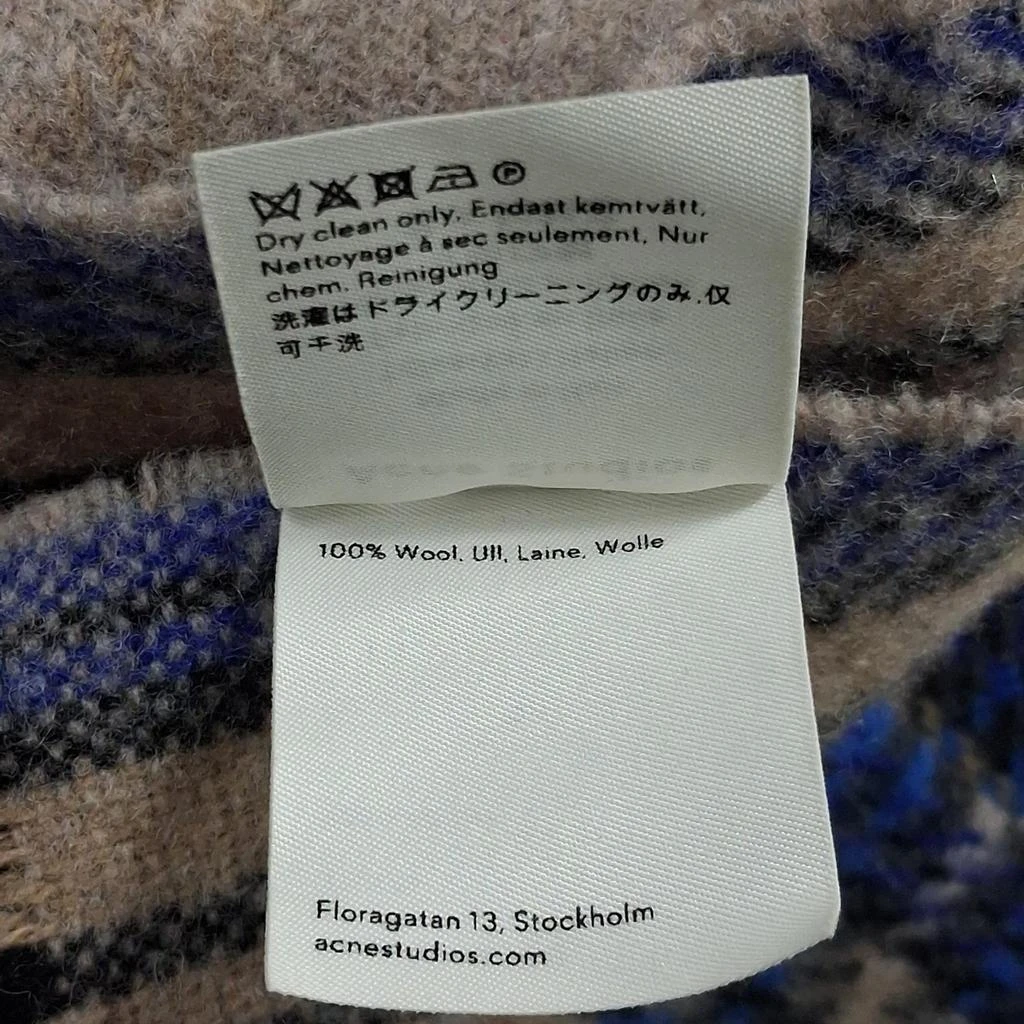 Dry clean only, Endast kemtvätt,
Nettoyage à sec seulement, Nur
chem. Reinigung
洗濯はドライクリーニングのみ.仅
可干洗
100% Wool, Ull, Laine, Wolle
Floragatan 13, Stockholm
acnestudios.com